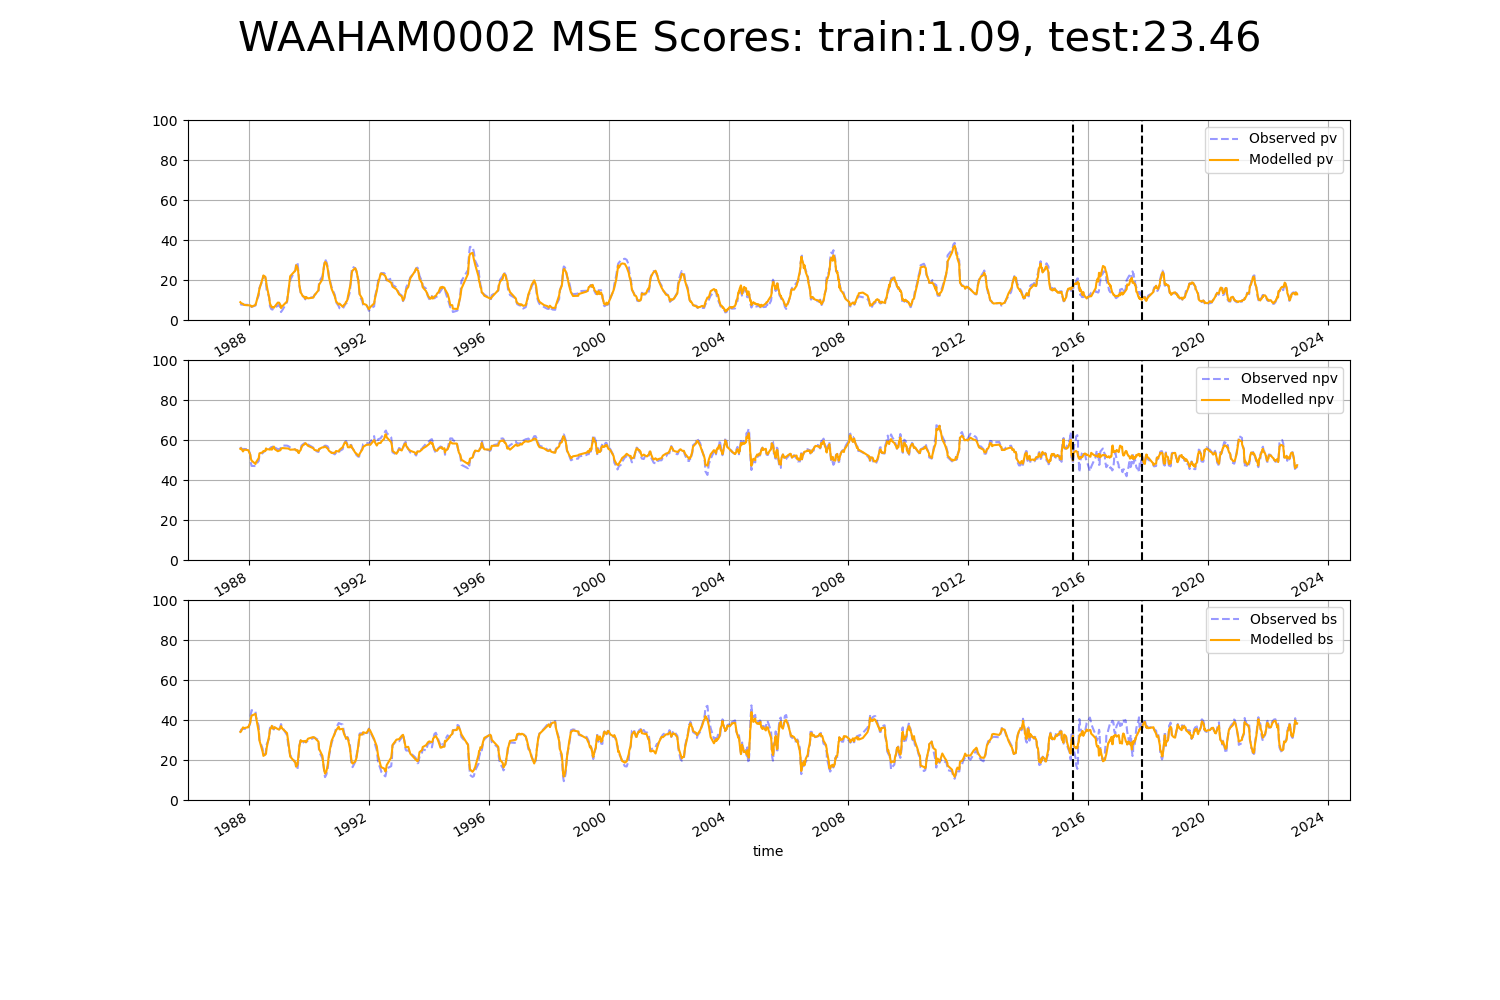 WAAHAM0002 MSE Scores: train:1.09, test:23.46
100
80
60
40
20
0
Observed pv
Modelled pv
1988 1992 1996 2000 2004 2008 2012 2016 2020 2024
100
80
60
40
20
0
Observed npv
Modelled npv
1988 1992 1996 2000 2004 2008 2012 2016 2020 2024
100
80
60
40
20
0
Observed bs
Modelled bs
1988 1992 1996 2000 2004 2008 2012 2016 2020 2024
time